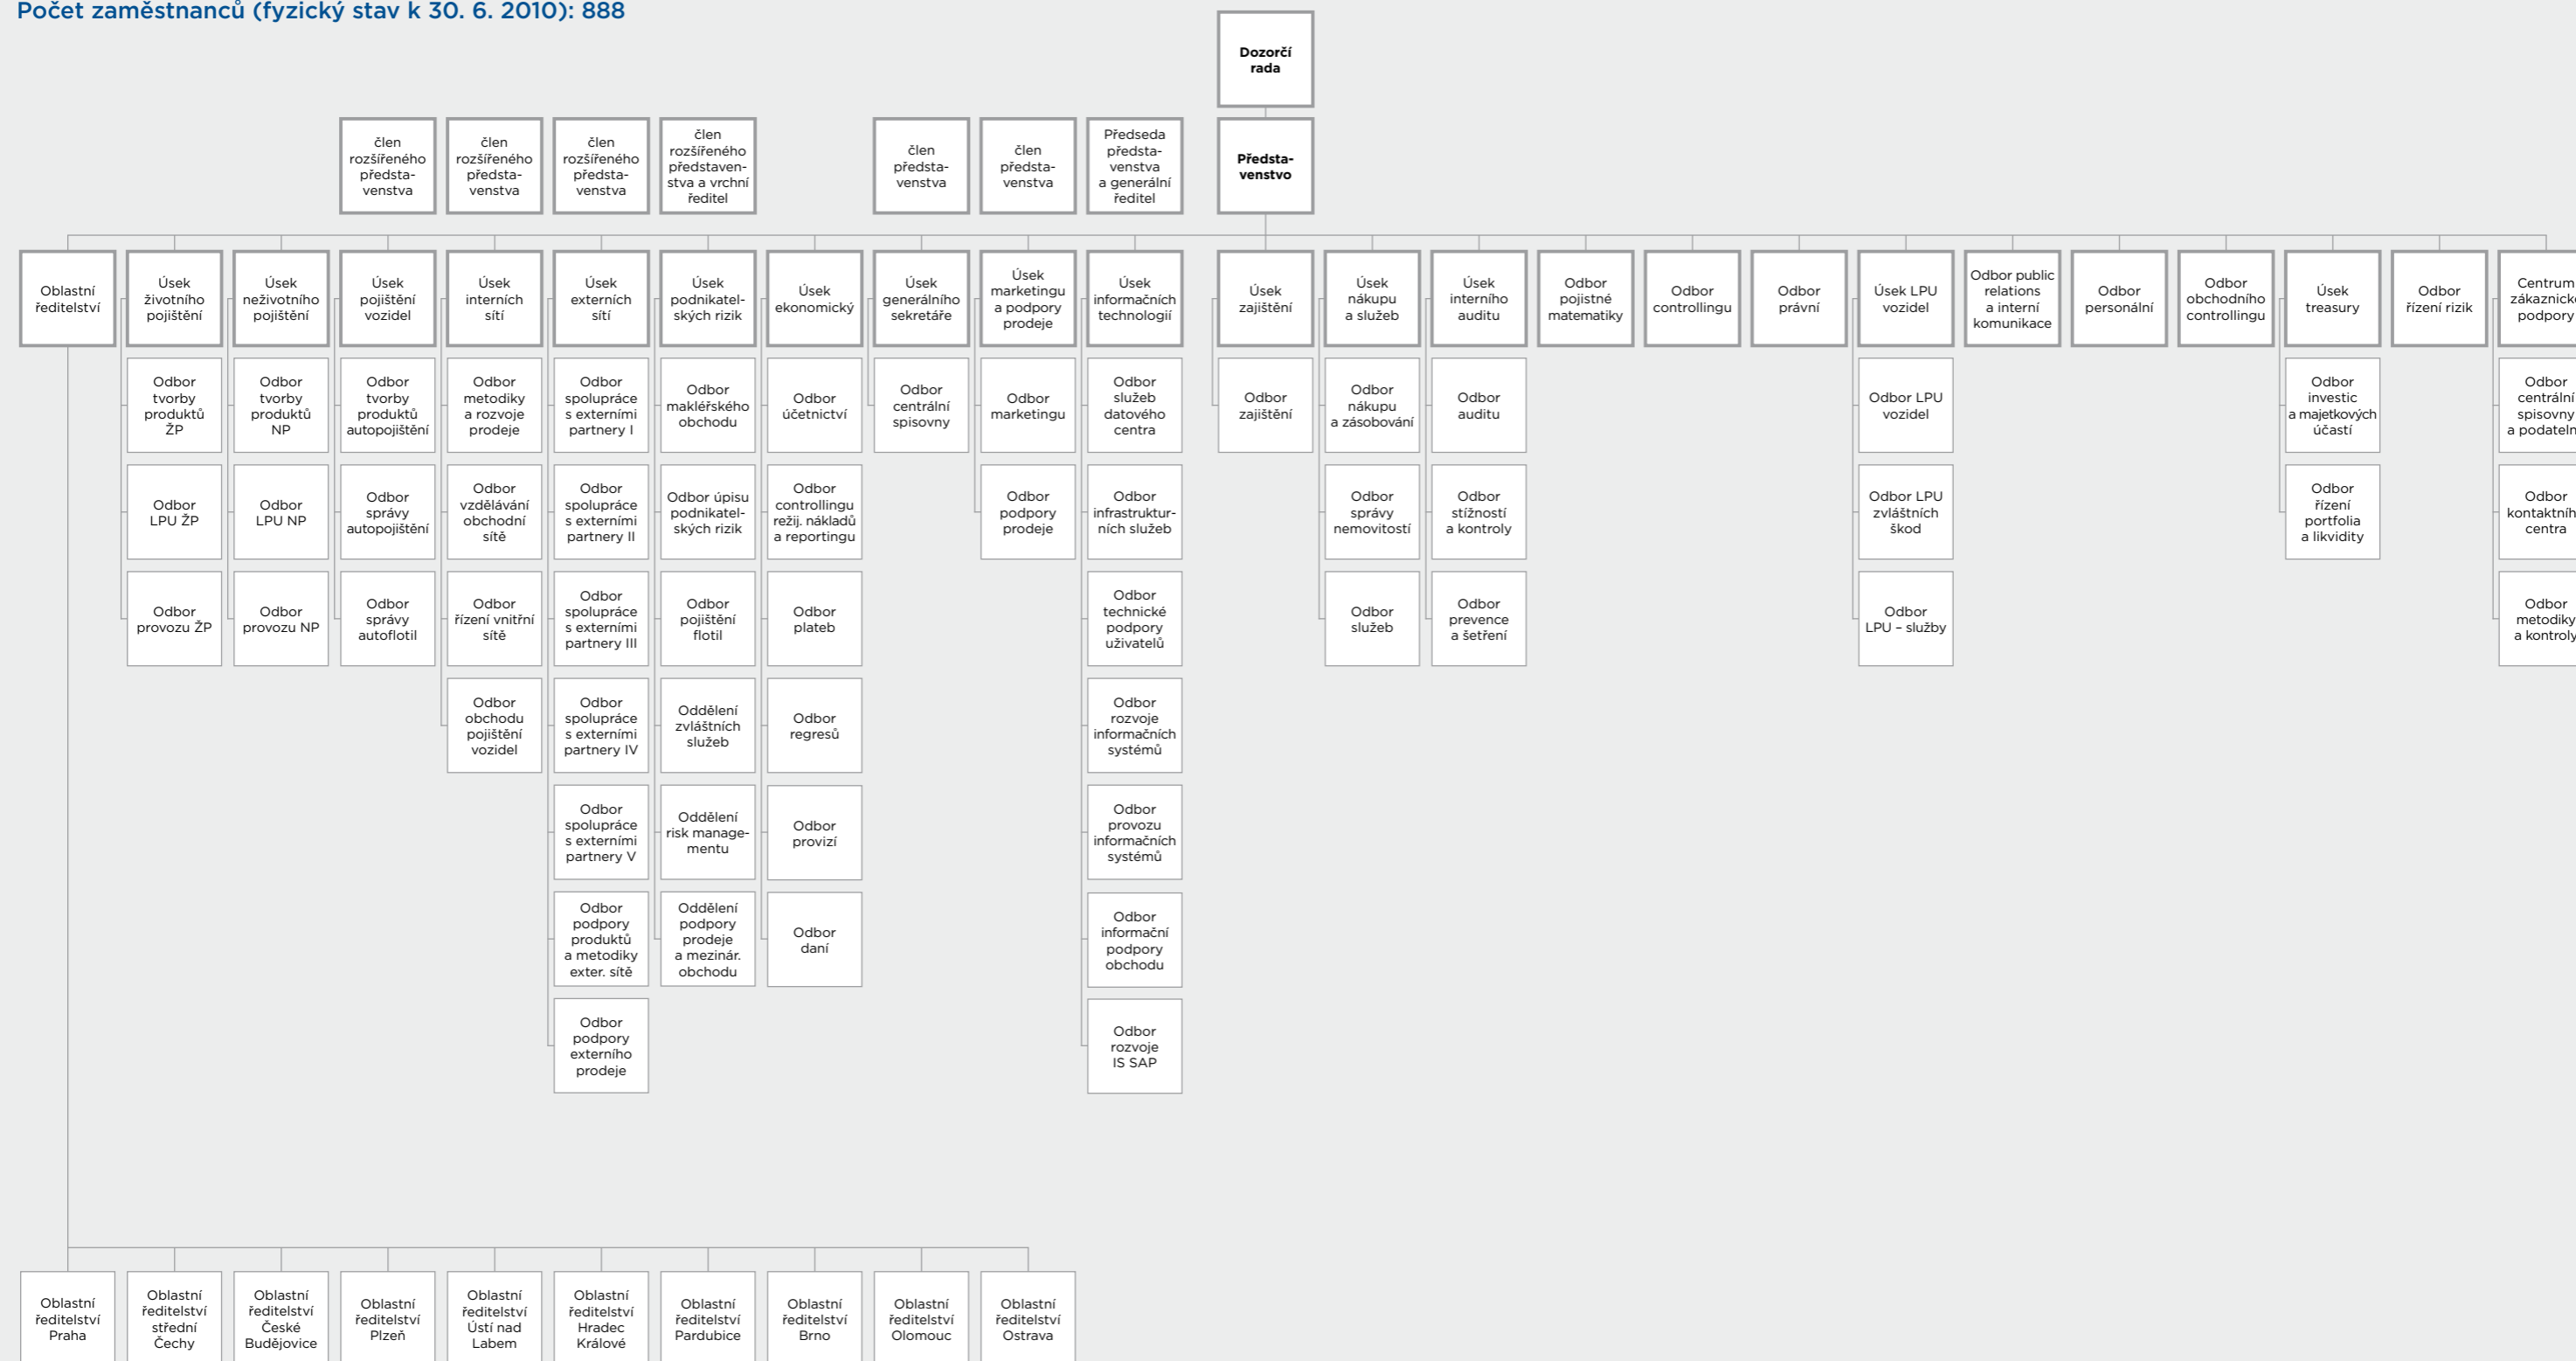 Počet zaměstnanců (fyzický stav k 30. 6. 2010): 888
Dozorčí
rada
člen
rozšířeného
předsta-
venstva
člen
rozšířeného
předsta-
venstva
člen
rozšířeného
předsta-
venstva
člen
rozšířeného
představen-
stva a vrchní
ředitel
člen
předsta-
venstva
člen
předsta-
venstva
Předseda
předsta-
venstva
a generální
ředitel
Předsta-
venstvo
Oblastní
ředitelství
Úsek
životního
pojištění
Úsek
neživotního
pojištění
Úsek
pojištění
vozidel
Úsek
interních
sítí
Úsek
externích
sítí
Úsek
podnikatel-
ských rizik
Úsek
ekonomický
Úsek
generálního
sekretáře
Úsek
marketingu
a podpory
prodeje
Úsek
informačních
technologií
Úsek
zajištění
Úsek
nákupu
a služeb
Úsek
interního
auditu
Odbor
pojistné
matematiky
Odbor
controllingu
Odbor
právní
Úsek LPU
vozidel
Odbor public
relations
a interní
komunikace
Odbor
personální
Odbor
obchodního
controllingu
Úsek
treasury
Odbor
řízení rizik
Centrum
zákaznick
podpory
Odbor
tvorby
produktů
ŽP
Odbor
tvorby
produktů
NP
Odbor
tvorby
produktů
autopojištění
Odbor
metodiky
a rozvoje
prodeje
Odbor
spolupráce
s externími
partnery I
Odbor
makléřského
obchodu
Odbor
účetnictví
Odbor
centrální
spisovny
Odbor
marketingu
Odbor
služeb
datového
centra
Odbor
zajištění
Odbor
nákupu
a zásobování
Odbor
auditu
Odbor LPU
vozidel
Odbor
investic
a majetkových
účastí
Odbor
centrální
spisovny
a podateln
Odbor
LPU ŽP
Odbor
LPU NP
Odbor
správy
autopojištění
Odbor
vzdělávání
obchodní
sítě
Odbor
spolupráce
s externími
partnery II
Odbor úpisu
podnikatel-
ských rizik
Odbor
controllingu
režij. nákladů
a reportingu
Odbor
podpory
prodeje
Odbor
infrastruktur-
ních služeb
Odbor
správy
nemovitostí
Odbor
stížností
a kontroly
Odbor LPU
zvláštních
škod
Odbor
řízení
portfolia
a likvidity
Odbor
kontaktníh
centra
Odbor
provozu ŽP
Odbor
provozu NP
Odbor
správy
autoflotil
Odbor
řízení vnitřní
sítě
Odbor
spolupráce
s externími
partnery III
Odbor
pojištění
flotil
Odbor
plateb
Odbor
technické
podpory
uživatelů
Odbor
služeb
Odbor
prevence
a šetření
Odbor
LPU – služby
Odbor
metodiky
a kontroly
Odbor
obchodu
pojištění
vozidel
Odbor
spolupráce
s externími
partnery IV
Oddělení
zvláštních
služeb
Odbor
regresů
Odbor
rozvoje
informačních
systémů
Odbor
spolupráce
s externími
partnery V
Oddělení
risk manage-
mentu
Odbor
provizí
Odbor
provozu
informačních
systémů
Odbor
podpory
produktů
a metodiky
exter. sítě
Oddělení
podpory
prodeje
a mezinár.
obchodu
Odbor
daní
Odbor
informační
podpory
obchodu
Odbor
podpory
externího
prodeje
Odbor
rozvoje
IS SAP
Oblastní
ředitelství
Praha
Oblastní
ředitelství
střední
Čechy
Oblastní
ředitelství
České
Budějovice
Oblastní
ředitelství
Plzeň
Oblastní
ředitelství
Ústí nad
Labem
Oblastní
ředitelství
Hradec
Králové
Oblastní
ředitelství
Pardubice
Oblastní
ředitelství
Brno
Oblastní
ředitelství
Olomouc
Oblastní
ředitelství
Ostrava